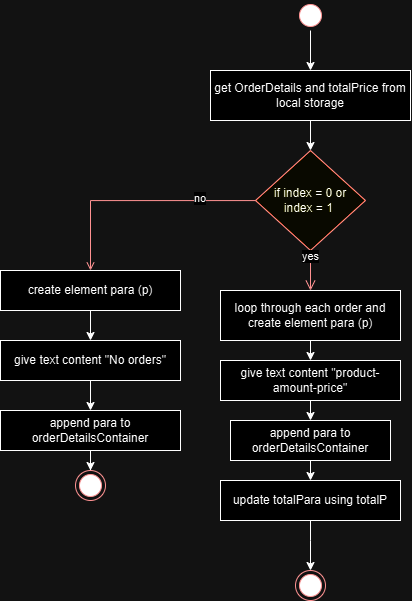 get OrderDetails and totalPrice from
local storage
if index = 0 or
index = 1
no
yes
create element para (p)
loop through each order and
create element para (p)
give text content "No orders"
give text content "product-
amount-price"
append para to
orderDetailsContainer
append para to
orderDetailsContainer
update totalPara using totalP